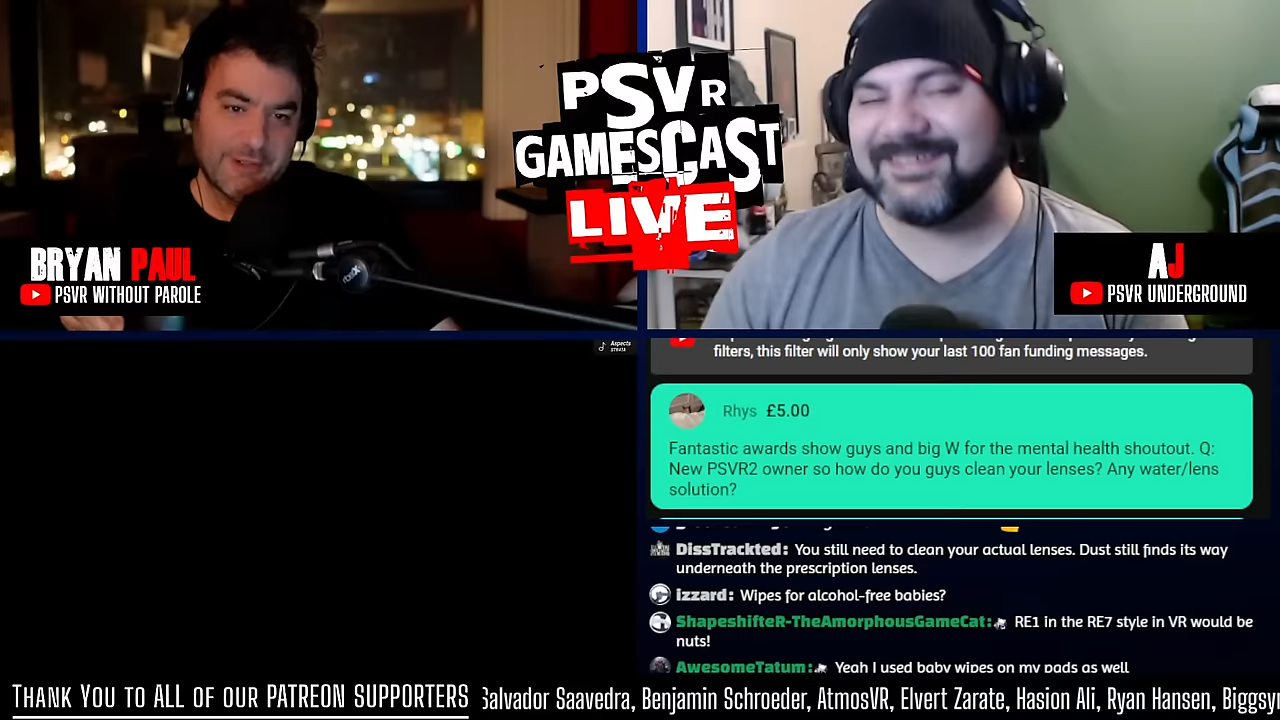 PSVR
GAMESCAST
LIVE
BRYAN PAUL
PSVR WITHOUT PAROLE
AJ
PSVR UNDERGROUND
Aspects
STRATA
filters, this filter will only show your last 100 fan funding messages.
Rhys £5.00
Fantastic awards show guys and big W for the mental health shoutout. Q:
New PSVR2 owner so how do you guys clean your lenses? Any water/lens
solution?
DissTrackted: You still need to clean your actual lenses. Dust still finds its way
underneath the prescription lenses.
izzard: Wipes for alcohol-free babies?
ShapeshifteR-TheAmorphousGameCat: RE1 in the RE7 style in VR would be
nuts!
AwesomeTatum: Yeah I used baby wipes on my pads as well
THANK YOU TO ALL OF OUR PATREON SUPPORTERS
Salvador Saavedra, Benjamin Schroeder, AtmosVR, Elvert Zarate, Hasion Ali, Ryan Hansen,